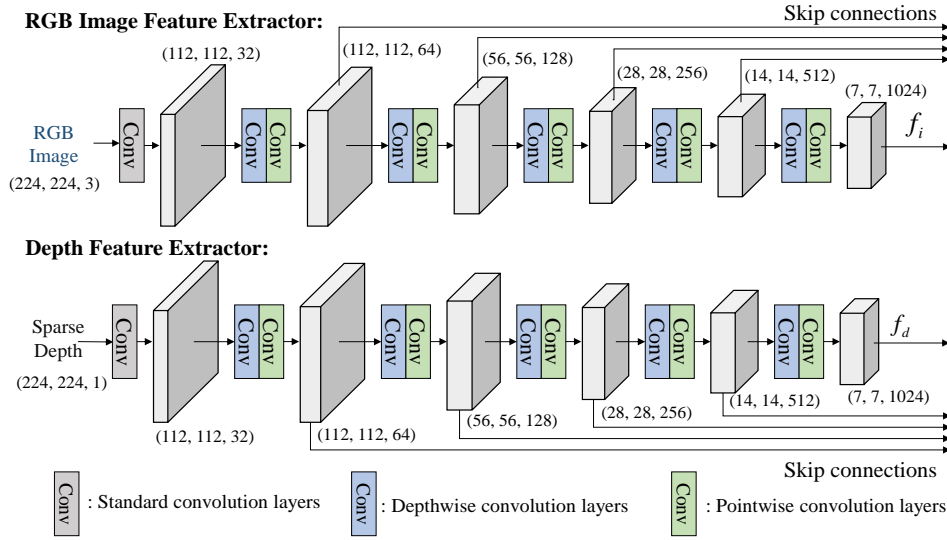 RGB Image Feature Extractor:
Skip connections
(112, 112, 32)
(112, 112, 64)
(56, 56, 128)
(28, 28, 256)
(14, 14, 512)
(7, 7, 1024)
RGB
Image
(224, 224, 3)
Conv
Conv
Conv
Conv
Conv
Conv
Conv
Conv
Conv
Conv
Conv
f_i
Depth Feature Extractor:
Sparse
Depth
(224, 224, 1)
Conv
Conv
Conv
Conv
Conv
Conv
Conv
Conv
Conv
Conv
Conv
f_d
(112, 112, 32)
(112, 112, 64)
(56, 56, 128)
(28, 28, 256)
(14, 14, 512)
(7, 7, 1024)
Skip connections
Conv
: Standard convolution layers
Conv
: Depthwise convolution layers
Conv
: Pointwise convolution layers